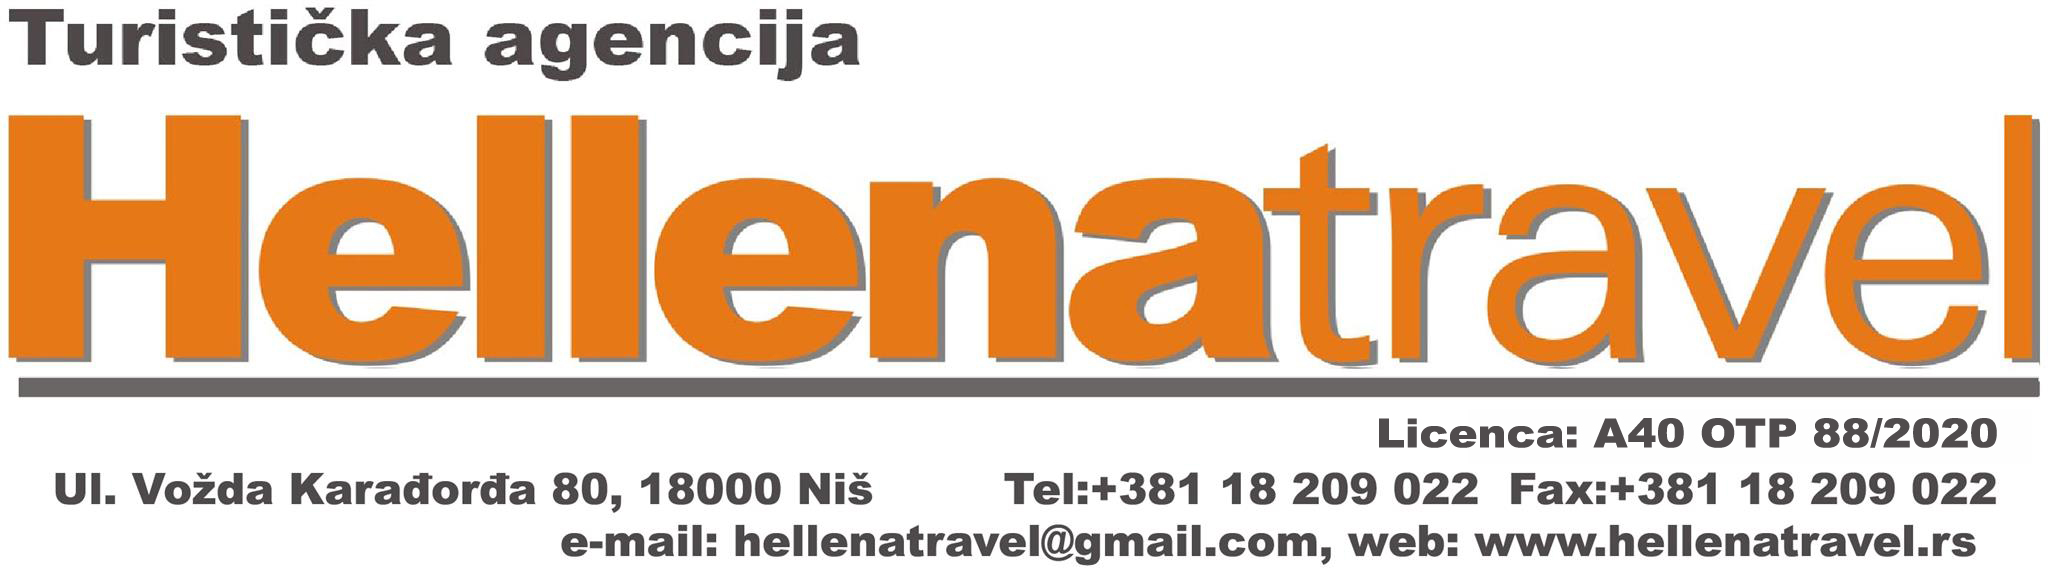 Turistička agencija
Hellenatravel
Licenca: A40 OTP 88/2020
Ul. Vožda Karađorđa 80, 18000 Niš Tel:+381 18 209 022 Fax:+381 18 209 022
e-mail: hellenatravel@gmail.com, web: www.hellenatravel.rs